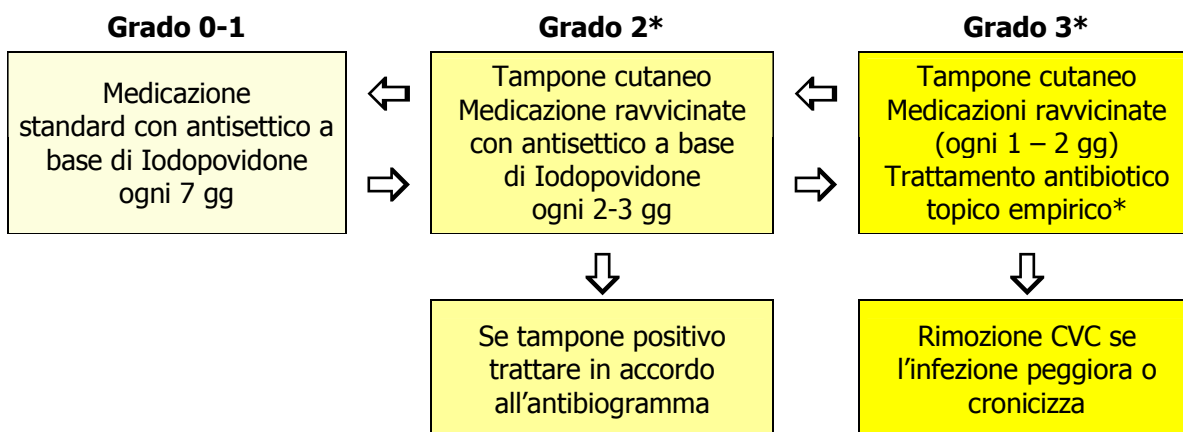 Grado 0-1
Medicazione
standard con antisettico a
base di Iodopovidone
ogni 7 gg
Grado 2*
Tampone cutaneo
Medicazione ravvicinate
con antisettico a base
di Iodopovidone
ogni 2-3 gg
Grado 3*
Tampone cutaneo
Medicazioni ravvicinate
(ogni 1 – 2 gg)
Trattamento antibiotico
topico empirico*
Se tampone positivo
trattare in accordo
all’antibiogramma
Rimozione CVC se
l’infezione peggiora o
cronicizza